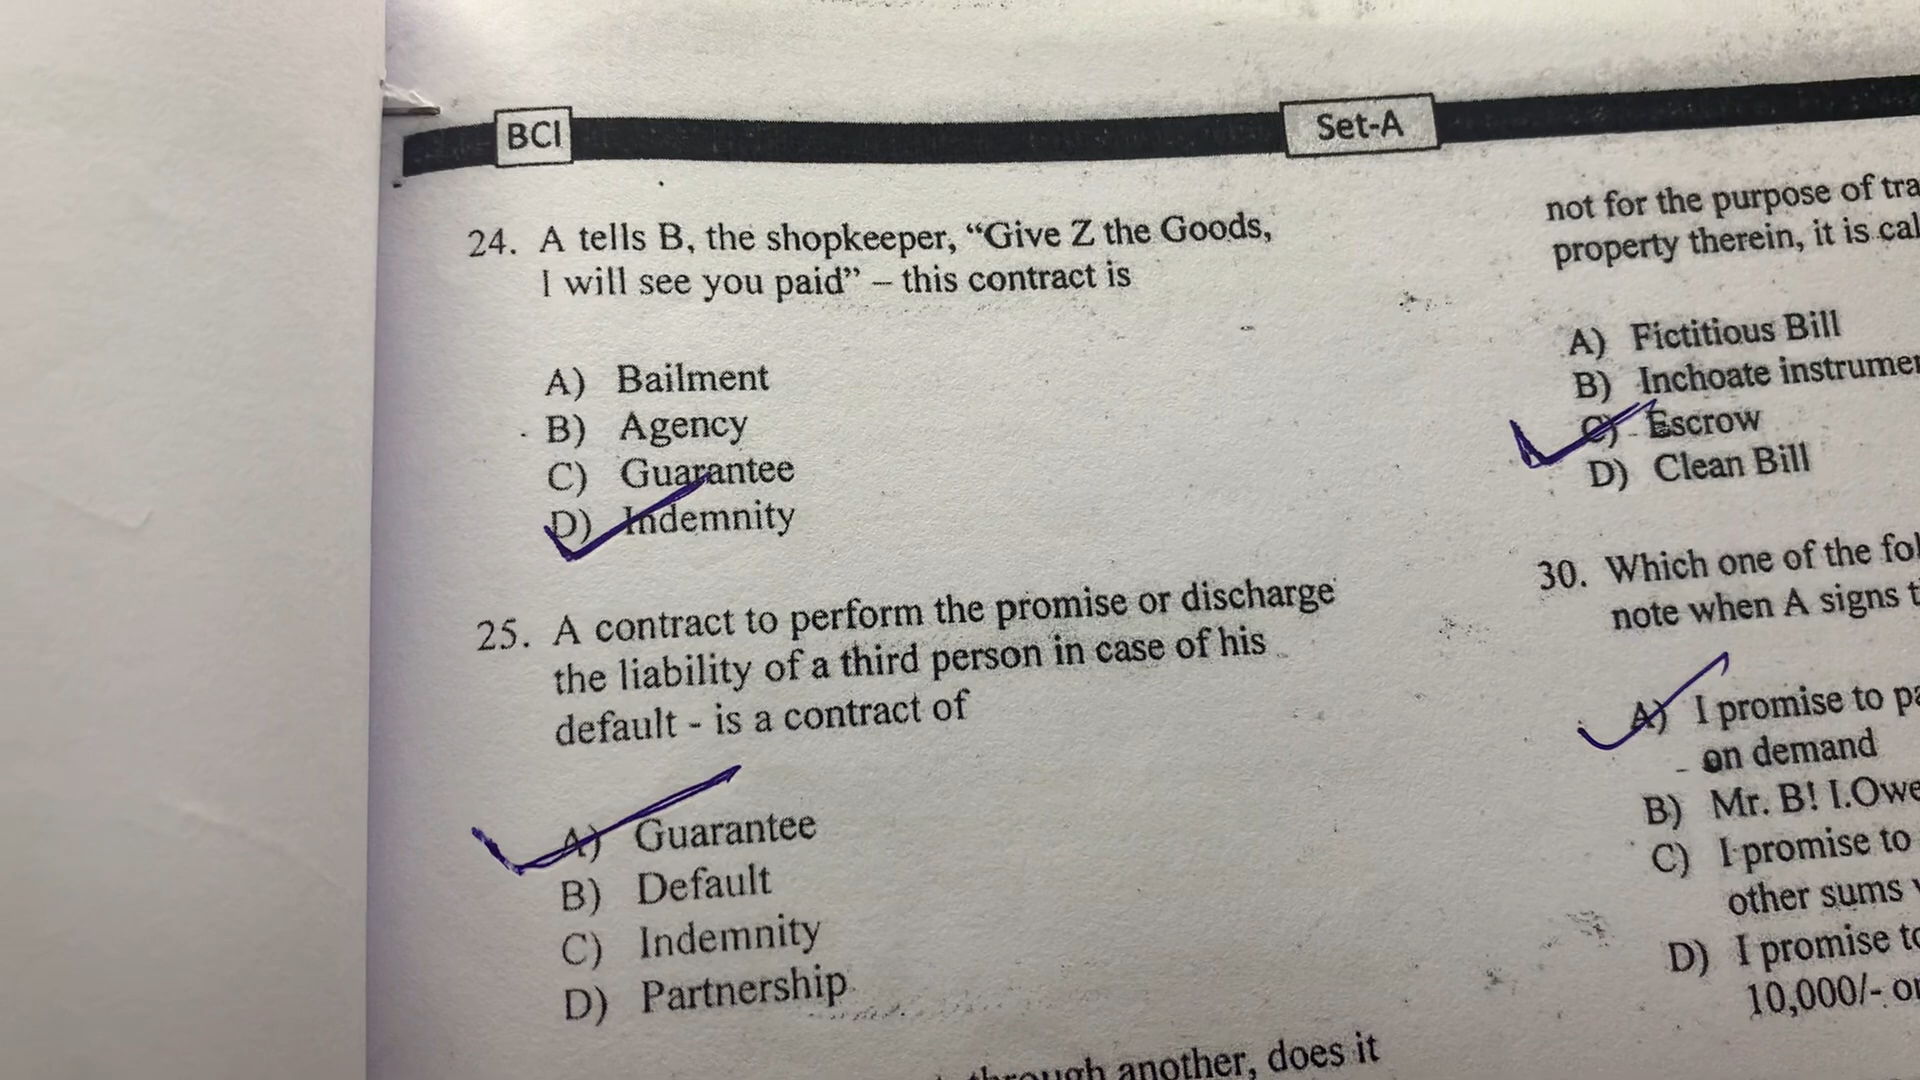 BCI
Set-A
24. A tells B, the shopkeeper, “Give Z the Goods,
I will see you paid” – this contract is
A) Bailment
B) Agency
C) Guarantee
D) Indemnity
25. A contract to perform the promise or discharge
the liability of a third person in case of his
default - is a contract of
A) Guarantee
B) Default
C) Indemnity
D) Partnership
through another, does it
not for the purpose of
property therein, it is
A) Fictitious Bill
B) Inchoate
C) Escrow
D) Clean Bill
30. Which one of the
note when A signs
A) I promise to
on demand
B) Mr. B! I.Owe
C) I promise to
other sums
D) I promise
10,000/-